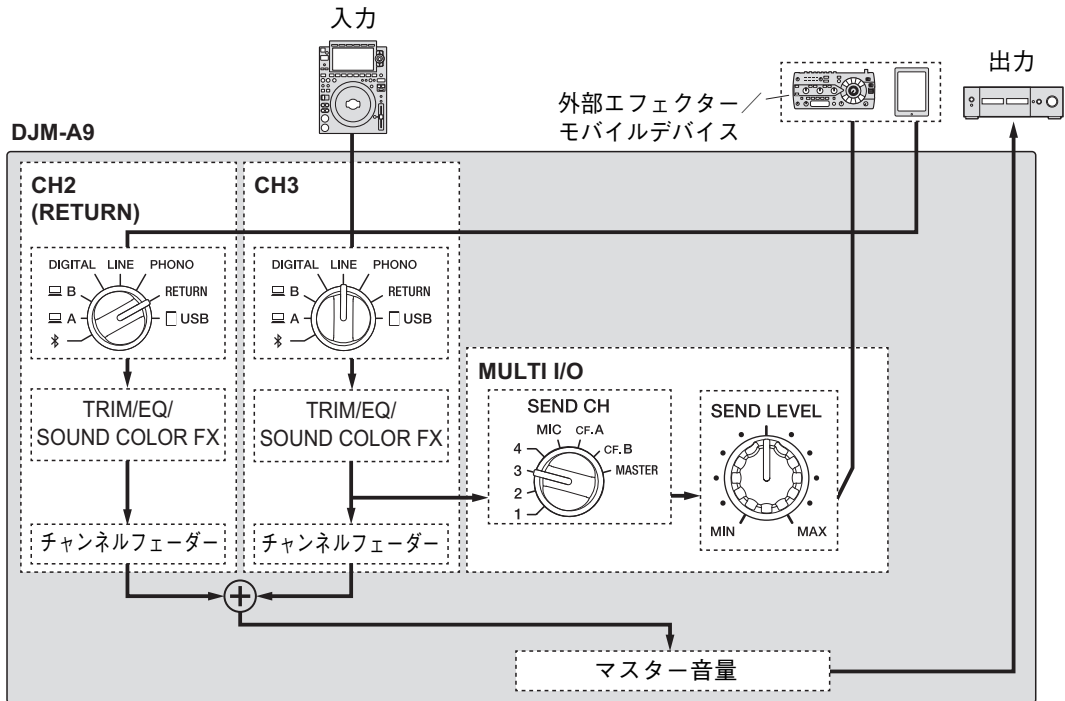 入力
出力
外部エフェクター／
モバイルデバイス
DJM-A9
CH2
(RETURN)
CH3
DIGITAL LINE PHONO
B RETURN
A USB
DIGITAL LINE PHONO
B RETURN
A USB
TRIM/EQ/
SOUND COLOR FX
TRIM/EQ/
SOUND COLOR FX
MULTI I/O
SEND CH
MIC CF.A
4 CF.B
3 MASTER
2
1
SEND LEVEL
MIN MAX
チャンネルフェーダー
チャンネルフェーダー
マスター音量